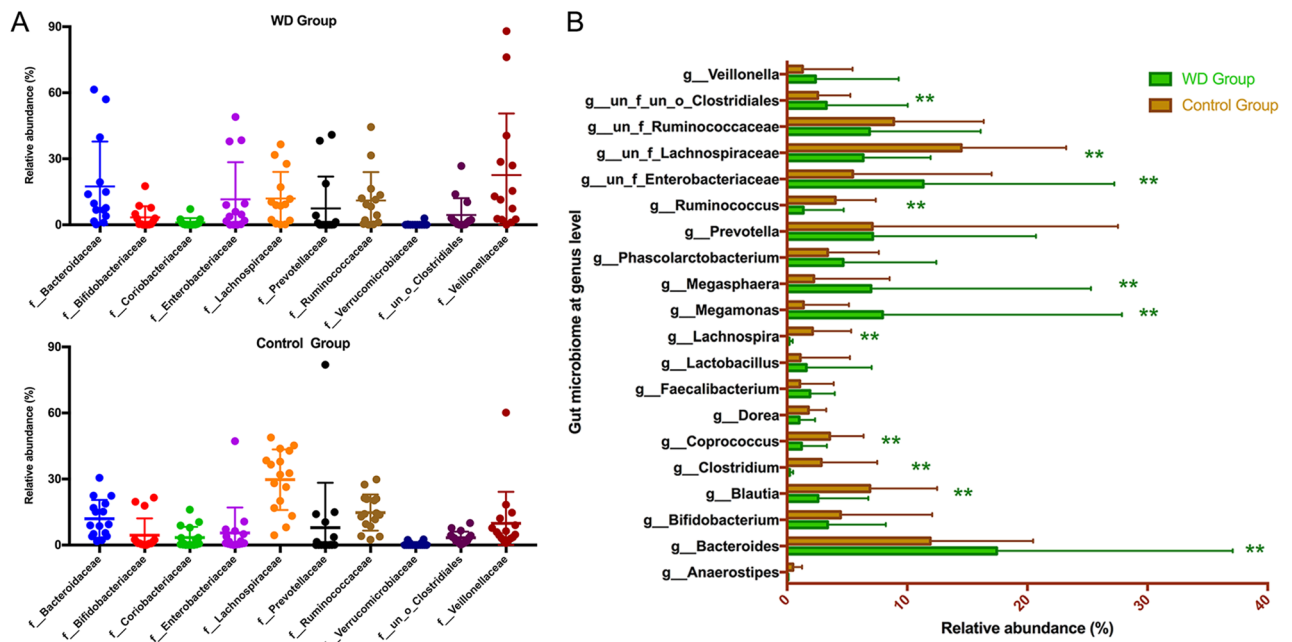 A
WD Group
Relative abundance (%)
90
60
30
0
f__Bacteroidaceae
f__Bifidobacteriaceae
f__Coriobacteriaceae
f__Enterobacteriaceae
f__Lachnospiraceae
f__Prevotellaceae
f__Ruminococcaceae
f__Verrucomicrobiaceae
f__un_o_Clostridiales
f__Veillonellaceae
Control Group
Relative abundance (%)
90
60
30
0
f__Bacteroidaceae
f__Bifidobacteriaceae
f__Coriobacteriaceae
f__Enterobacteriaceae
f__Lachnospiraceae
f__Prevotellaceae
f__Ruminococcaceae
f__un_o_Clostridiales
f__Veillonellaceae
B
WD Group
Control Group
Gut microbiome at genus level
g__Veillonella
g__un_f_un_o_Clostridiales **
g__un_f_Ruminococcaceae
g__un_f_Lachnospiraceae **
g__un_f_Enterobacteriaceae **
g__Ruminococcus **
g__Prevotella
g__Phascolarctobacterium
g__Megasphaera **
g__Megamonas **
g__Lachnospira **
g__Lactobacillus
g__Faecalibacterium
g__Dorea
g__Coprococcus **
g__Clostridium **
g__Blautia **
g__Bifidobacterium
g__Bacteroides **
g__Anaerostipes
0 10 20 30 40
Relative abundance (%)